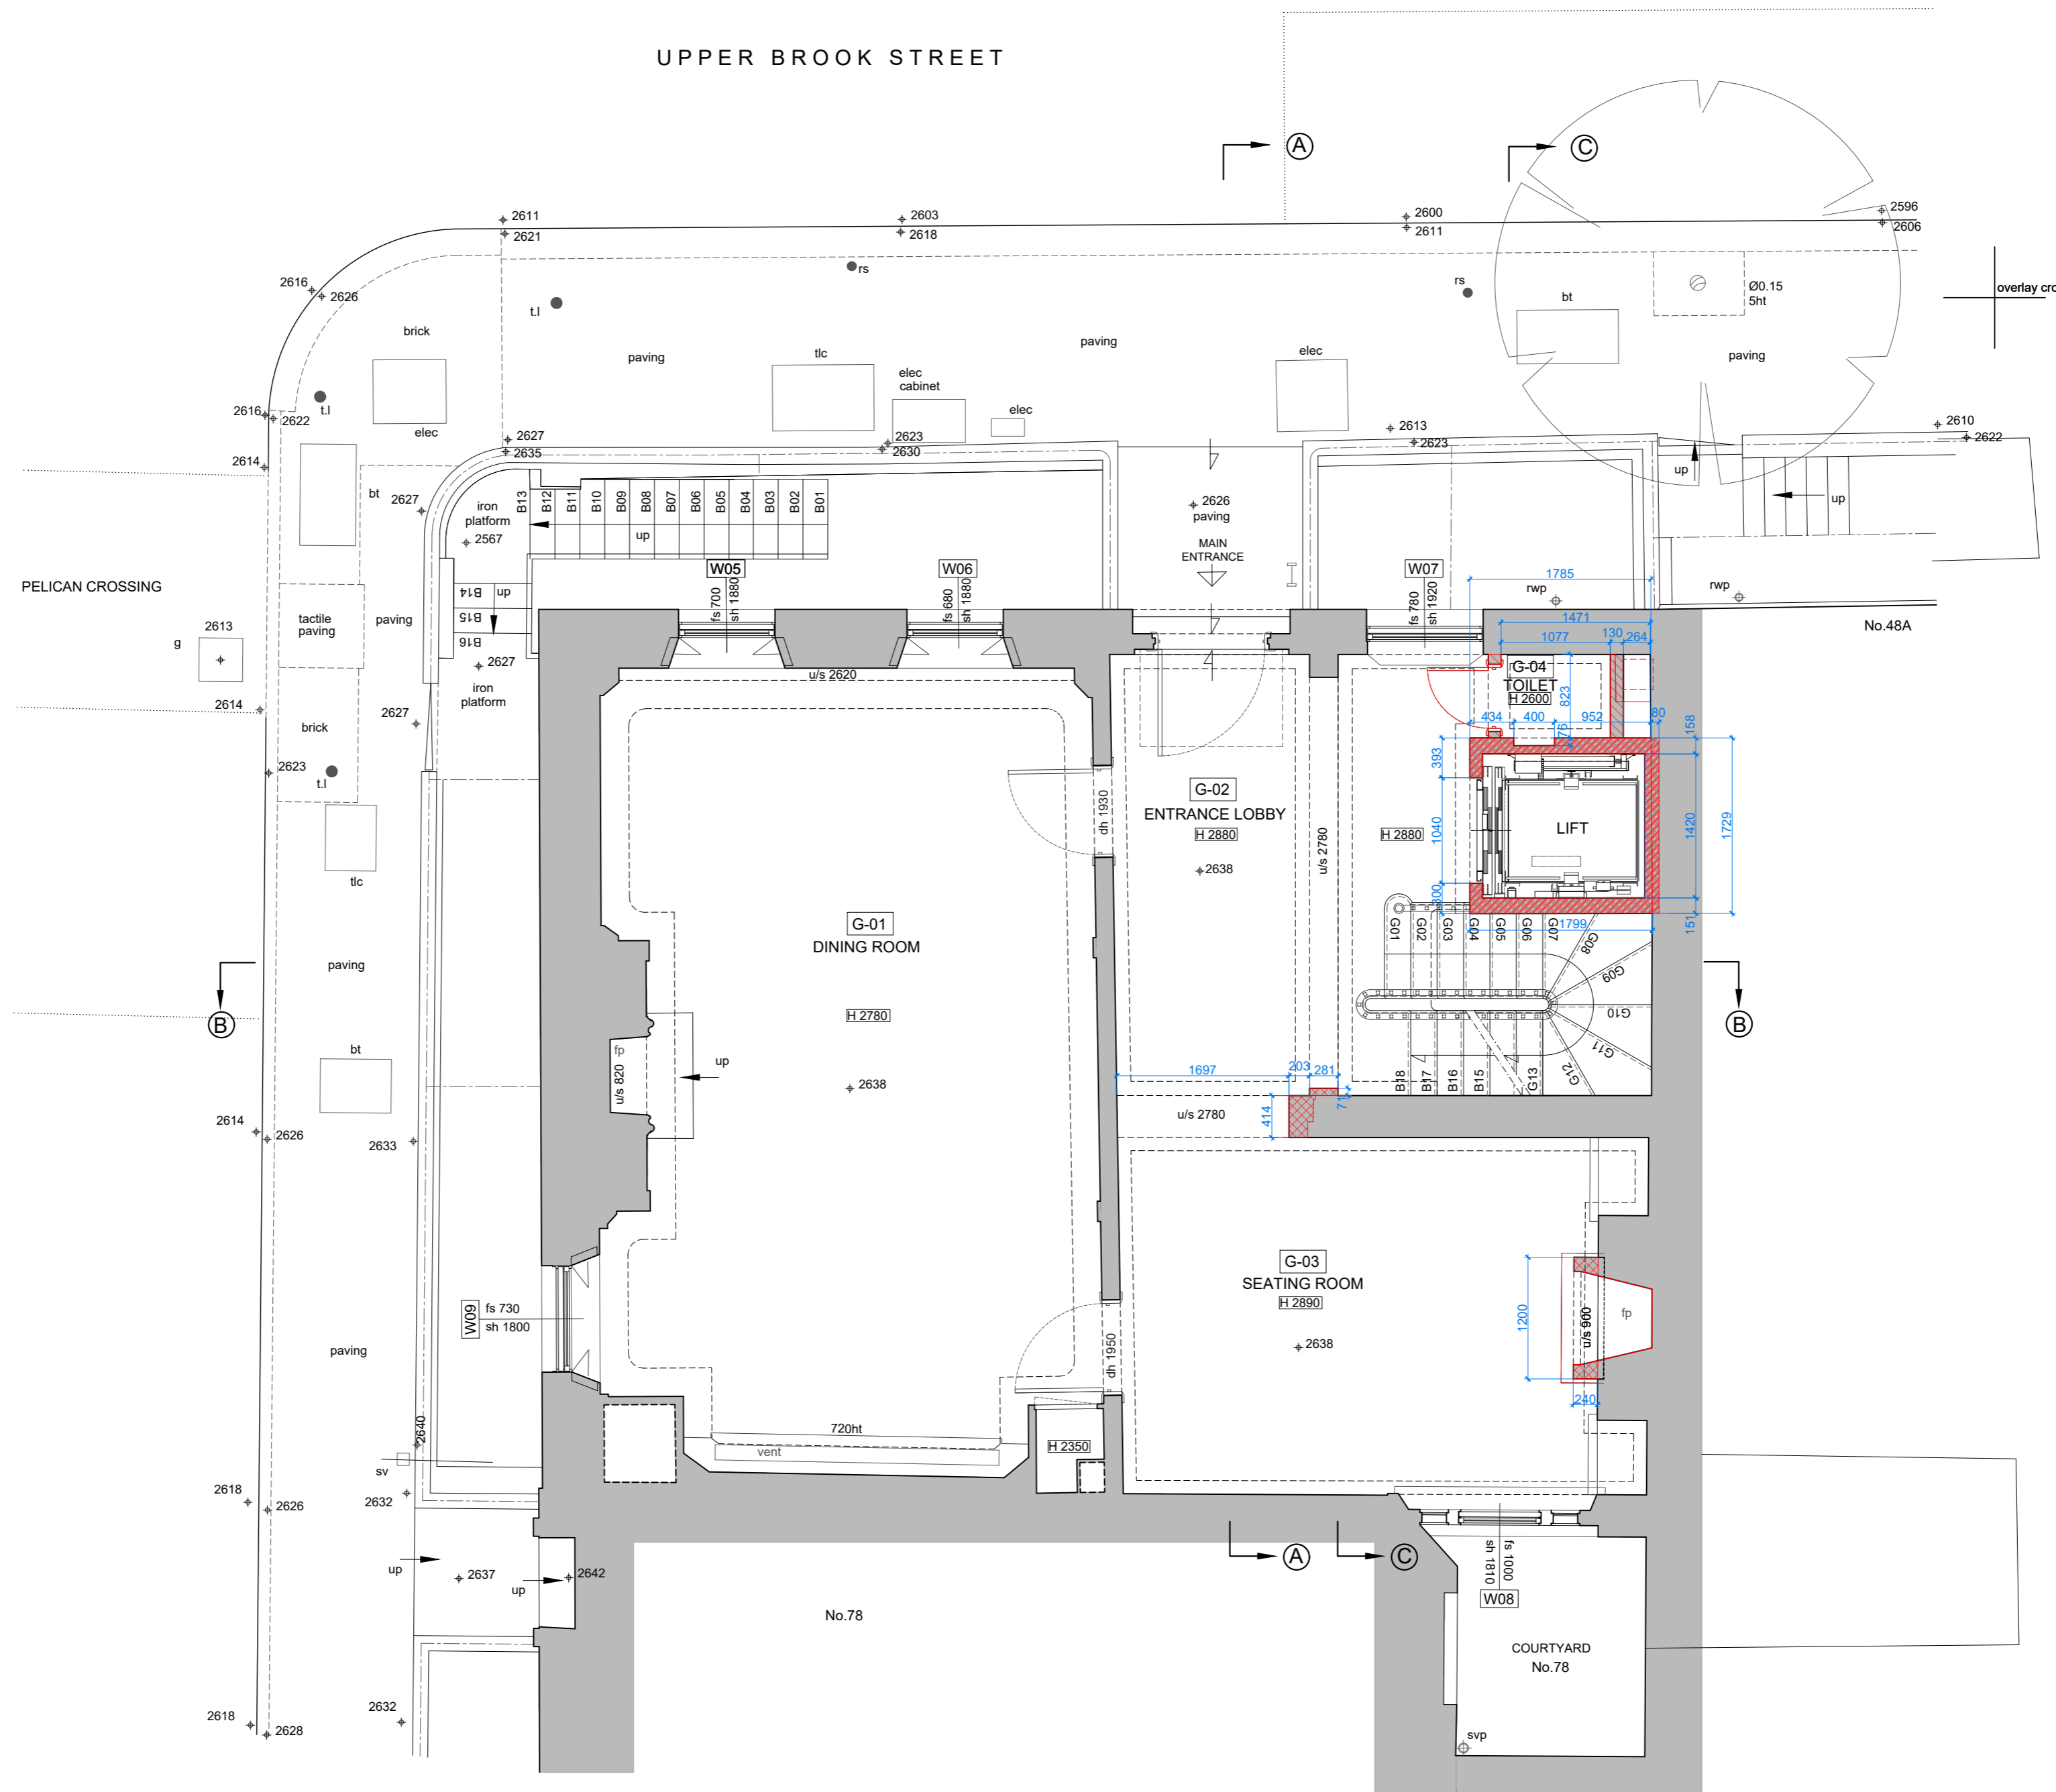 UPPER BROOK STREET
A
C
2611
2621
2603
2618
2600
2611
2596
2606
2616
2626
rs
rs
t.l
Ø0.15
5ht
bt
overlay cro
brick
paving
tlc
paving
elec
paving
elec
cabinet
elec
2616
2622
t.l
elec
2627
2635
2623
2630
2613
2623
2610
2622
2614
bt
2627
iron
platform
2567
B13
B12
B11
B10
B09
B08
B07
B06
B05
B04
B03
B02
B01
up
2626
paving
MAIN
ENTRANCE
up
up
PELICAN CROSSING
W05
fs 700
sh 1880
W06
fs 680
sh 1880
W07
fs 780
sh 1920
1785
rwp
rwp
No.48A
B14
B15
B16
up
tactile
paving
paving
2613
g
2627
iron
platform
1471
1077
130
264
G-04
TOILET
H 2600
823
u/s 2620
2614
2627
brick
434
400
952
80
76
158
2623
t.l
393
1040
300
G-02
ENTRANCE LOBBY
H 2880
2638
u/s 2780
H 2880
LIFT
1420
1729
151
dh 1930
tlc
G-01
DINING ROOM
G01
G02
G03
G04
G05
G06
G07
1799
G08
G09
G10
G11
G12
G13
paving
B
B
H 2780
bt
fp
u/s 820
up
2638
1697
203
281
B18
B17
B16
B15
71
414
u/s 2780
2614
2626
2633
G-03
SEATING ROOM
H 2890
2638
1200
u/s 900
fp
240
W09
fs 730
sh 1800
dh 1950
paving
2640
720ht
vent
H 2350
sv
2618
2626
2632
A
C
fs 1000
sh 1810
W08
up
2637
up
2642
No.78
COURTYARD
No.78
2618
2628
2632
svp